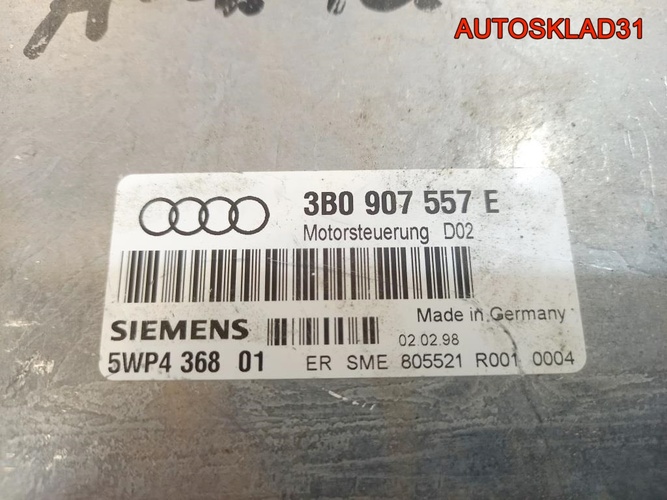 AUTOSKLAD31
3B0 907 557 E
Motorsteuerung D02
Made in Germany
SIEMENS
02 02.98
5WP4 368 01
ER SME 805521 R001 0004